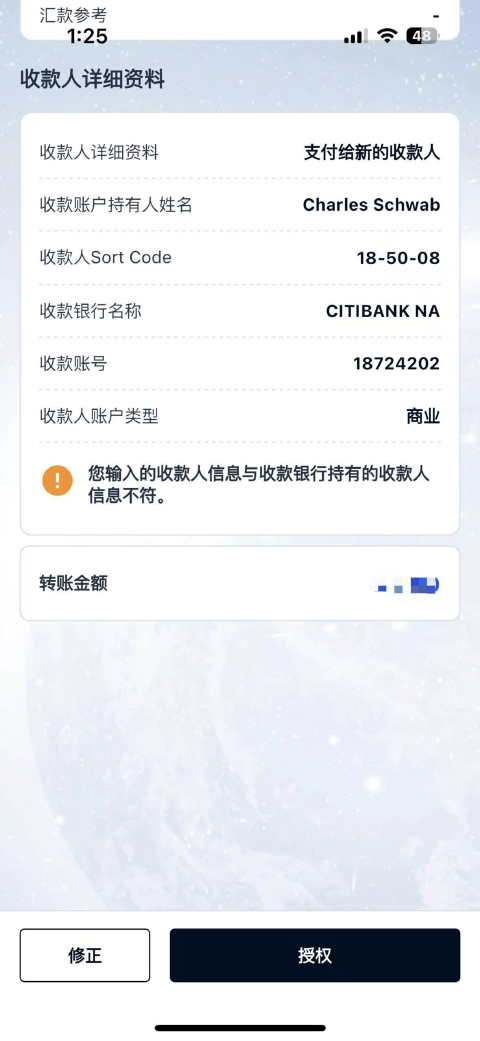 汇款参考 -
1:25 48
收款人详细资料
收款人详细资料 支付给新的收款人
收款账户持有人姓名 Charles Schwab
收款人Sort Code 18-50-08
收款银行名称 CITIBANK NA
收款账号 18724202
收款人账户类型 商业
您输入的收款人信息与收款银行持有的收款人
信息不符。
转账金额
修正 授权